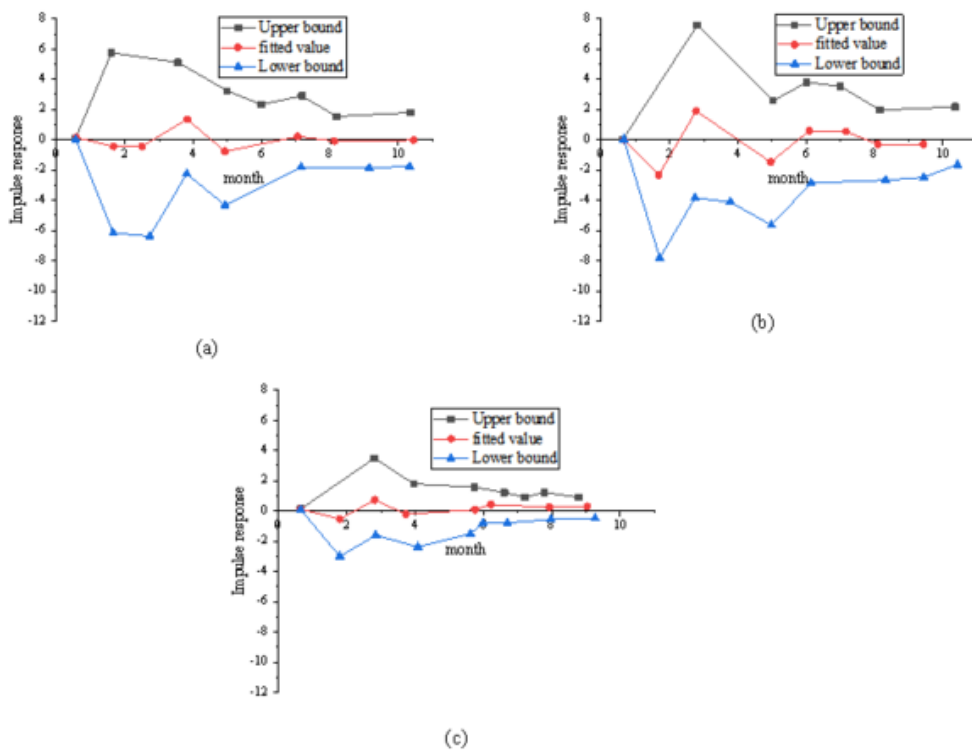 8
6
4
2
0
-2
-4
-6
-8
-10
-12
Impulse response
0 2 4 6 8 10
month
Upper bound
fitted value
Lower bound
(a)
8
6
4
2
0
-2
-4
-6
-8
-10
-12
Impulse response
0 2 4 6 8 10
month
Upper bound
fitted value
Lower bound
(b)
8
6
4
2
0
-2
-4
-6
-8
-10
-12
Impulse response
0 2 4 6 8 10
month
Upper bound
fitted value
Lower bound
(c)